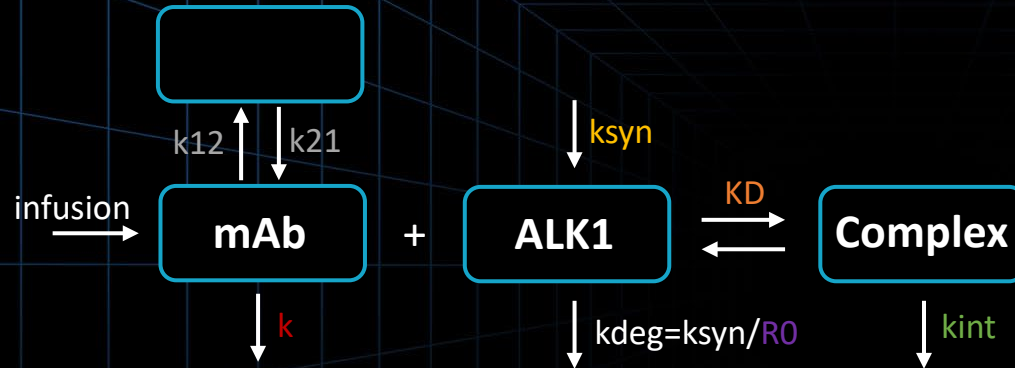 k12
k21
ksyn
infusion
mAb
+
ALK1
KD
Complex
k
kdeg=ksyn/R0
kint